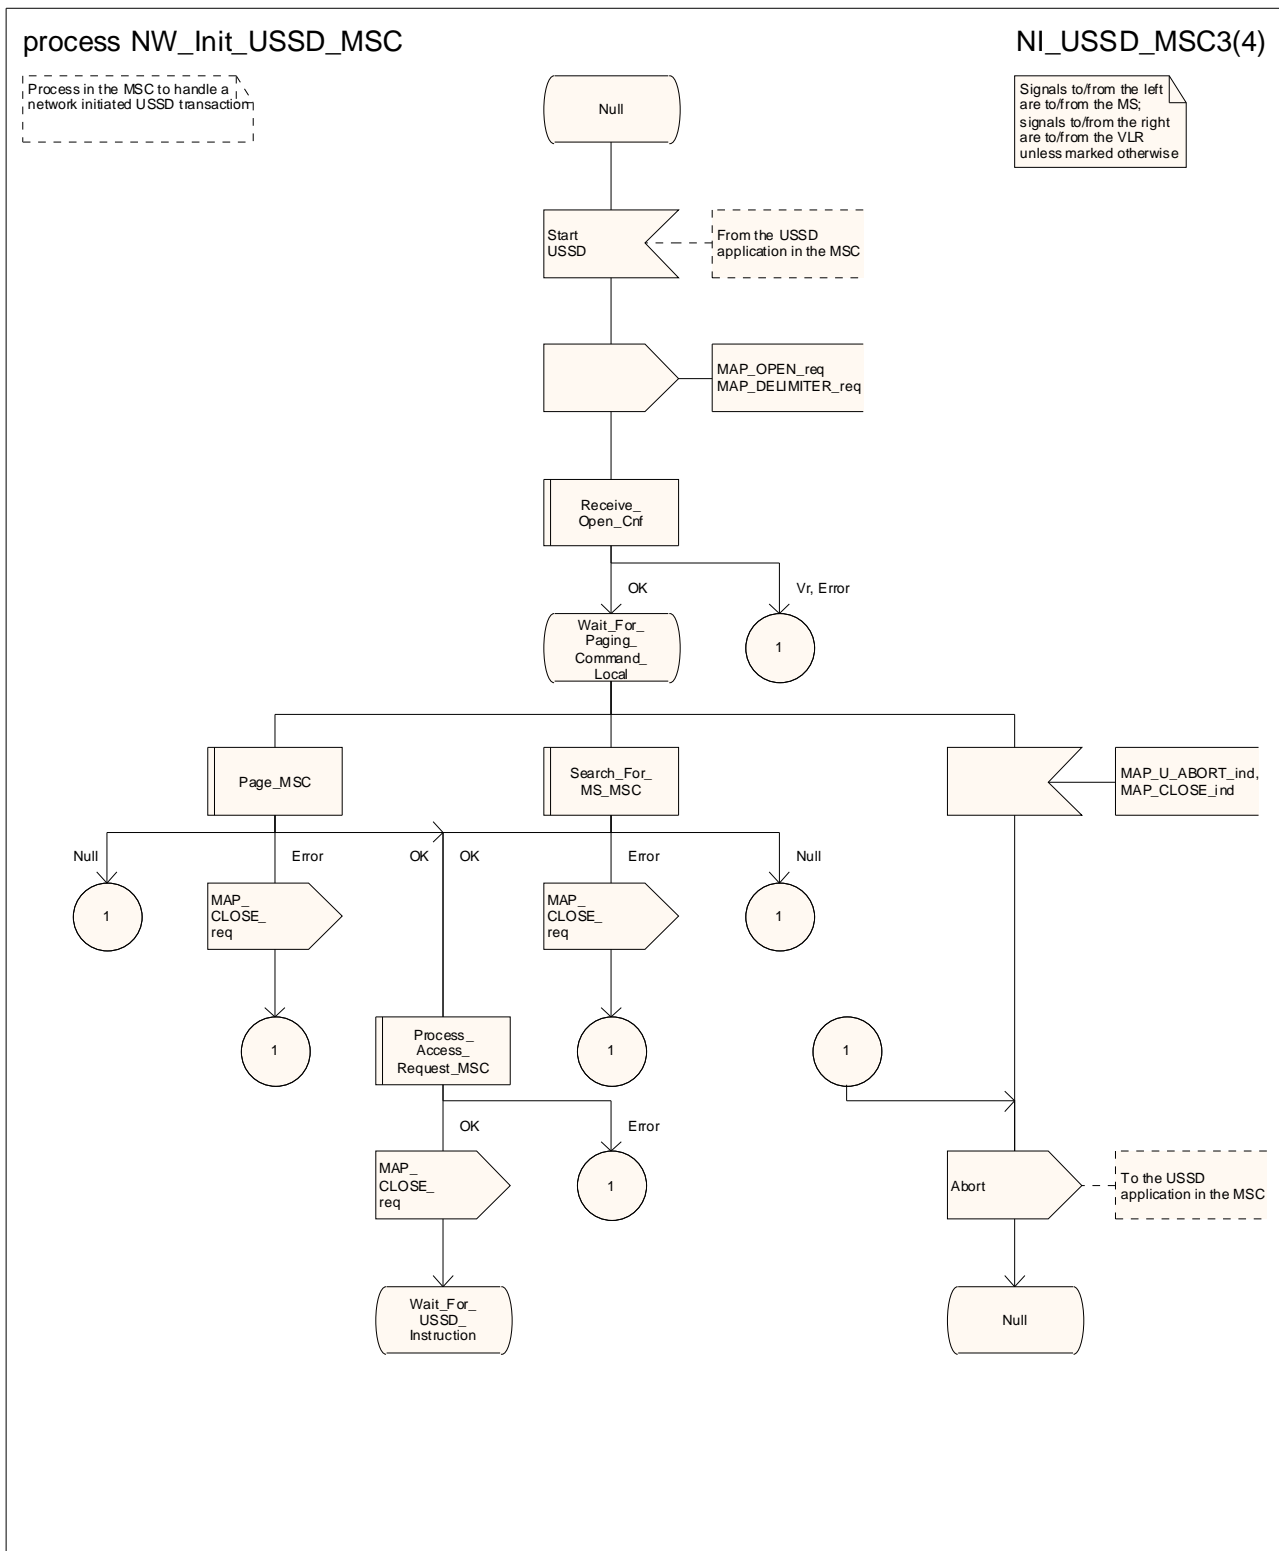 process NW_Init_USSD_MSC
NI_USSD_MSC3(4)
Process in the MSC to handle a
network initiated USSD transaction
Signals to/from the left
are to/from the MS;
signals to/from the right
are to/from the VLR
unless marked otherwise
Null
Start
USSD
From the USSD
application in the MSC
MAP_OPEN_req
MAP_DELIMITER_req
Receive_
Open_Cnf
OK
Vr, Error
Wait_For_
Paging_
Command_
Local
1
Page_MSC
Search_For_
MS_MSC
MAP_U_ABORT_ind,
MAP_CLOSE_ind
Null
Error
OK
OK
Error
Null
1
MAP_
CLOSE_
req
MAP_
CLOSE_
req
1
1
Process_
Access_
Request_MSC
1
1
OK
Error
MAP_
CLOSE_
req
1
Abort
To the USSD
application in the MSC
Wait_For_
USSD_
Instruction
Null